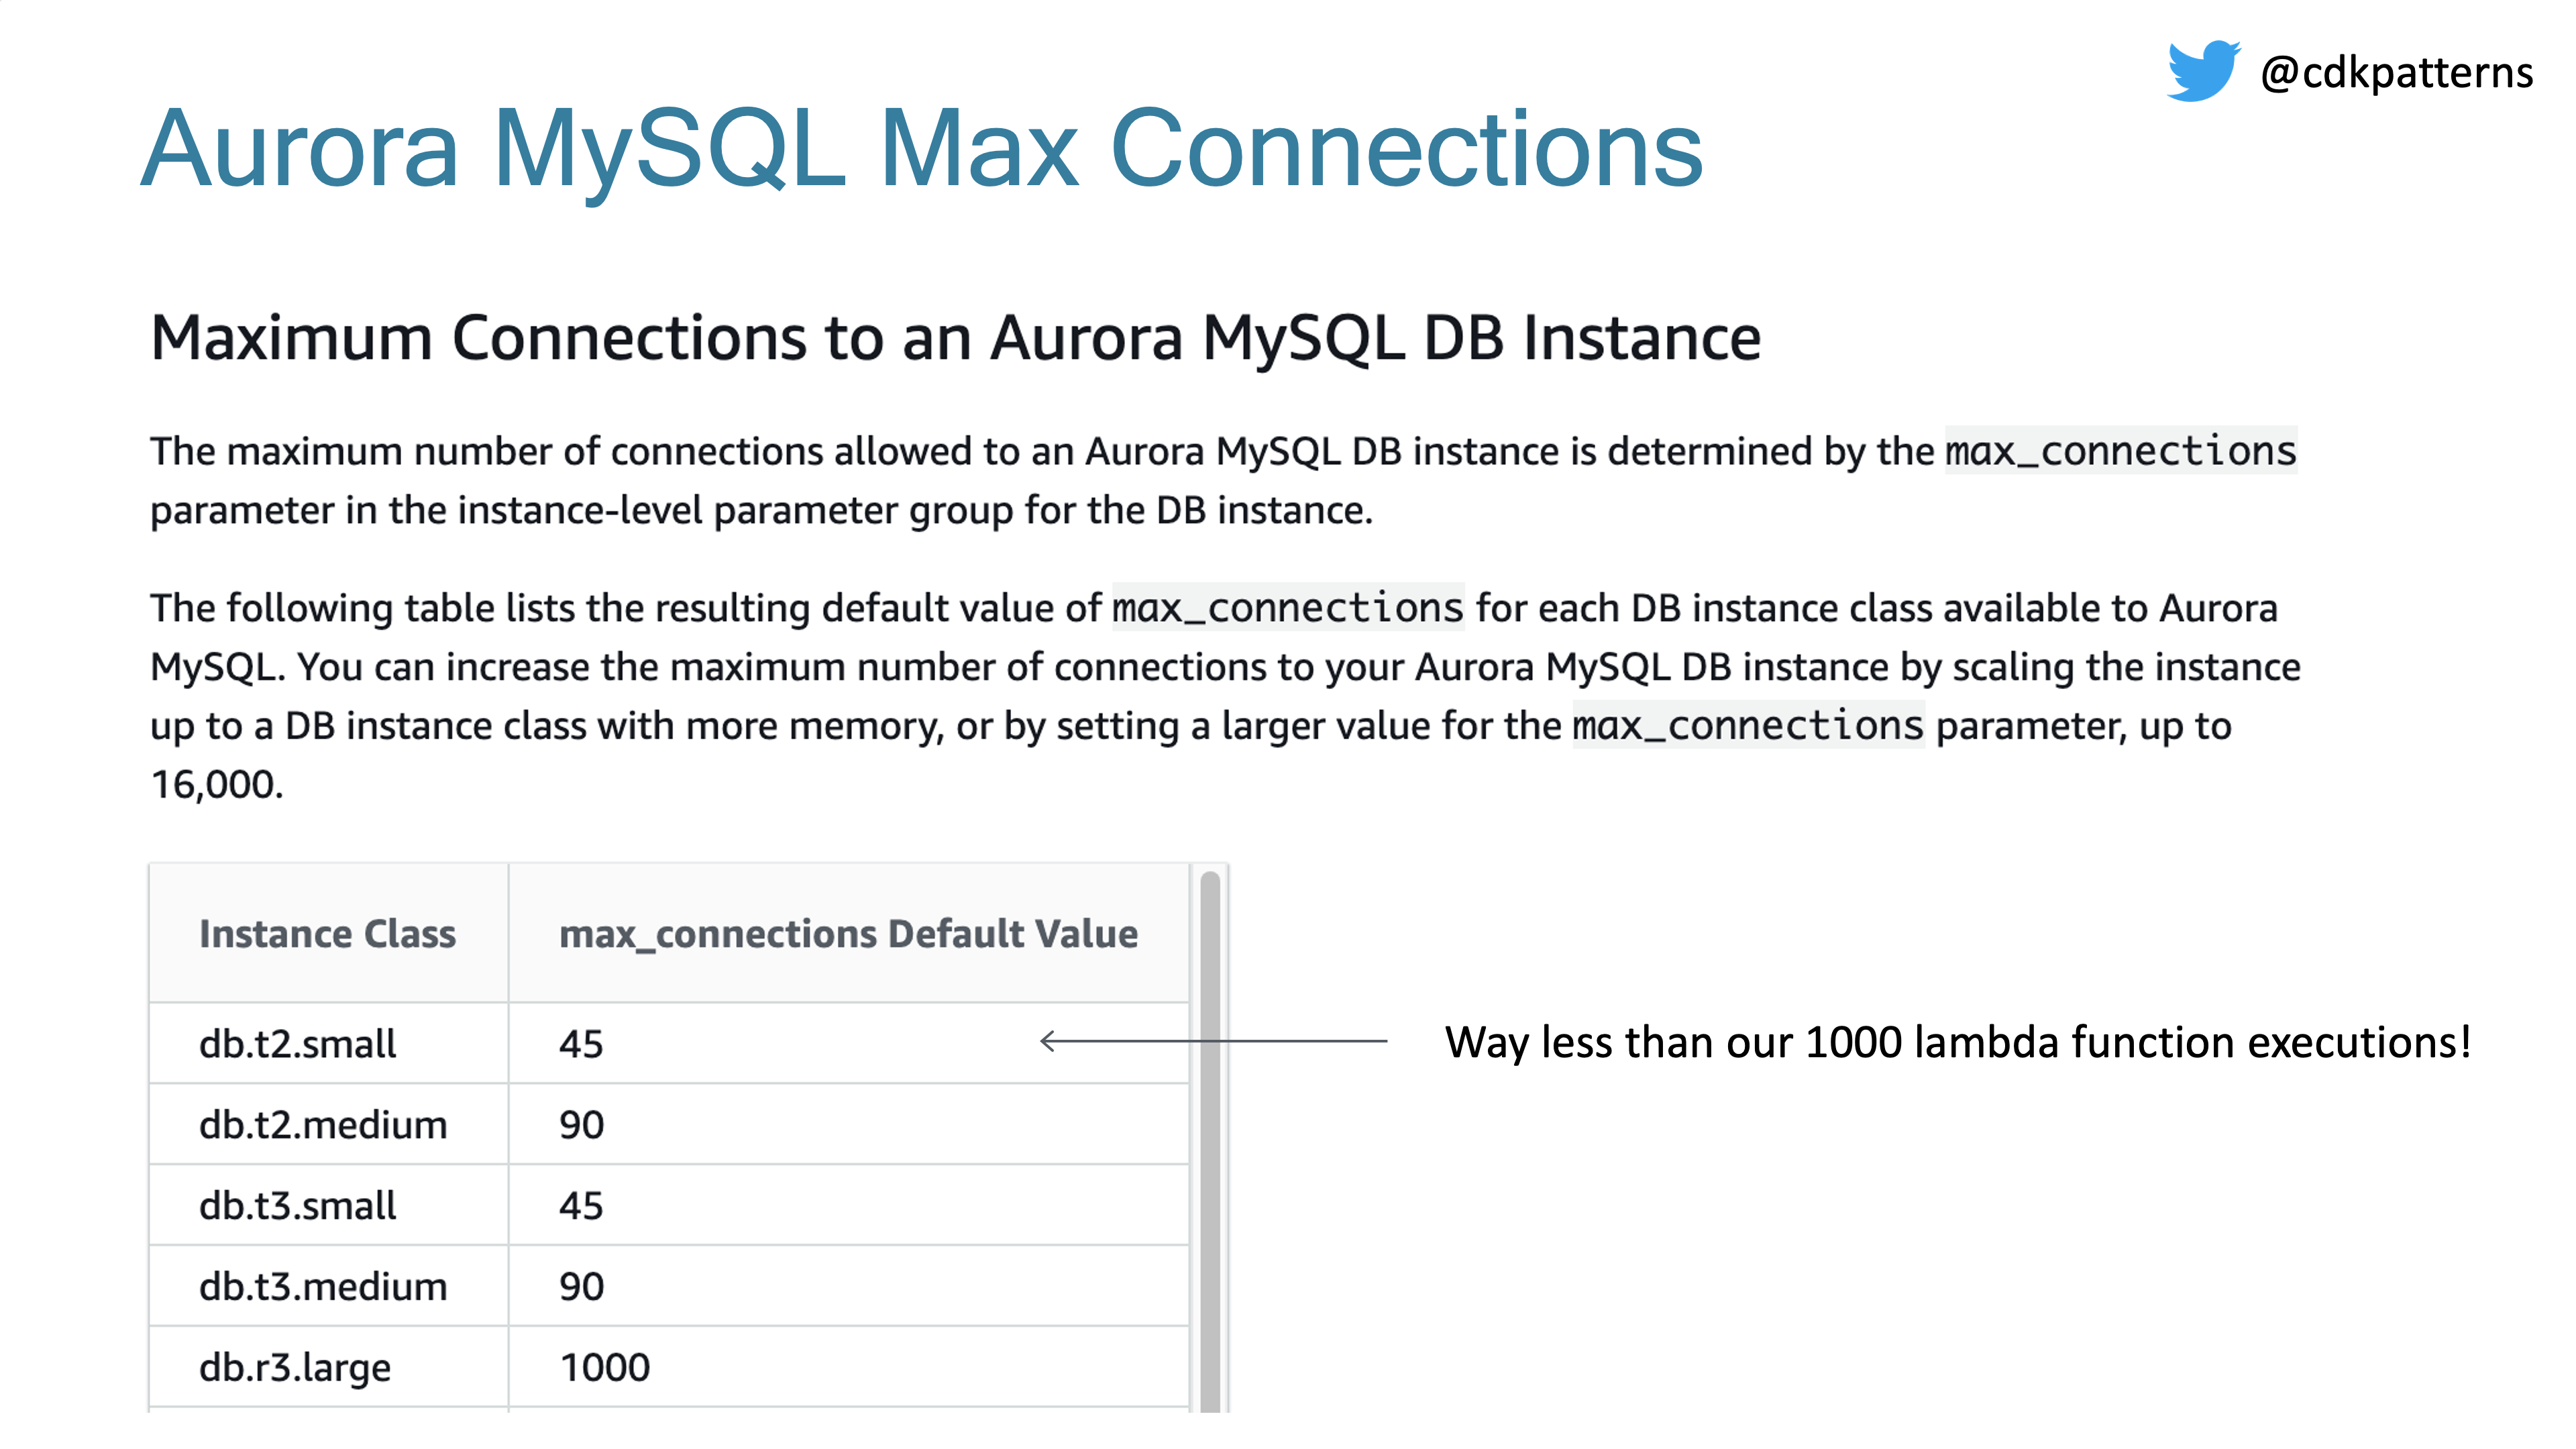 @cdkpatterns
Aurora MySQL Max Connections
Maximum Connections to an Aurora MySQL DB Instance
The maximum number of connections allowed to an Aurora MySQL DB instance is determined by the max_connections
parameter in the instance-level parameter group for the DB instance.
The following table lists the resulting default value of max_connections for each DB instance class available to Aurora
MySQL. You can increase the maximum number of connections to your Aurora MySQL DB instance by scaling the instance
up to a DB instance class with more memory, or by setting a larger value for the max_connections parameter, up to
16,000.
Instance Class max_connections Default Value
db.t2.small 45 Way less than our 1000 lambda function executions!
db.t2.medium 90
db.t3.small 45
db.t3.medium 90
db.r3.large 1000